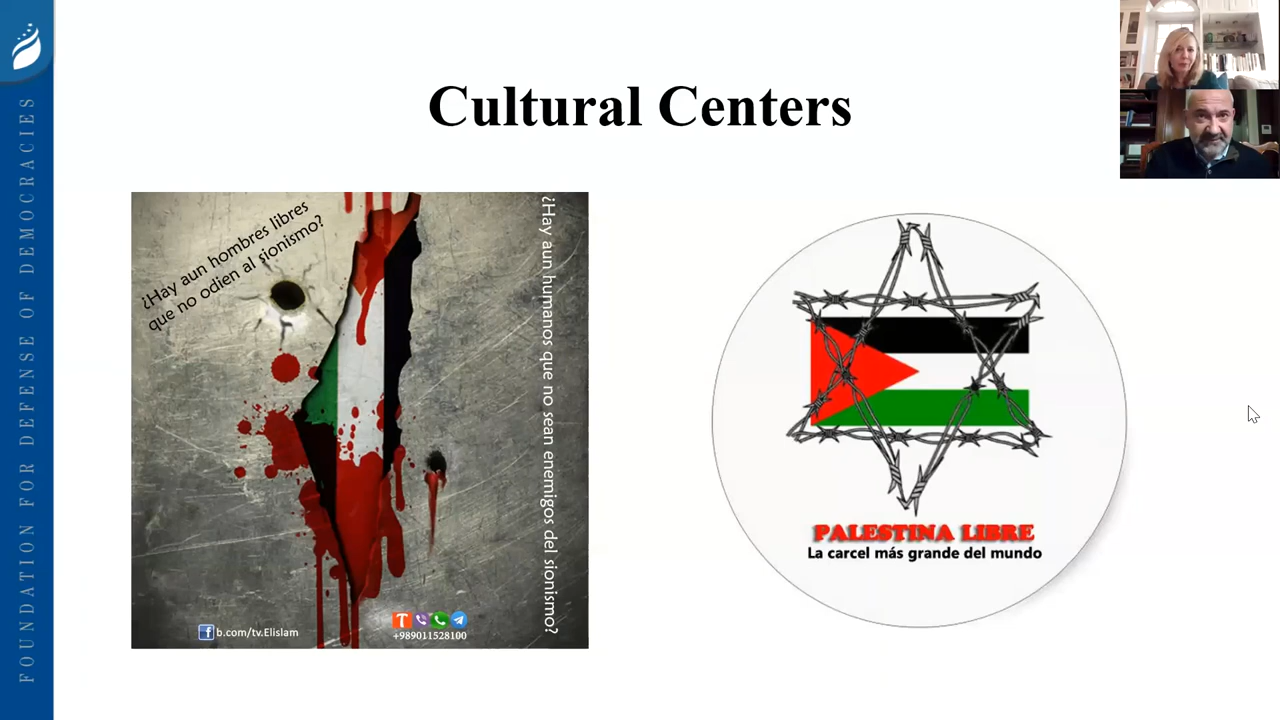 FOUNDATION FOR DEFENSE OF DEMOCRACIES
Cultural Centers
¿Hay aun hombres libres
que no odien al sionismo?
¿Hay aun humanos que no sean enemigos del sionismo?
b.com/tv.Elislam
+989011528100
PALESTINA LIBRE
La carcel más grande del mundo